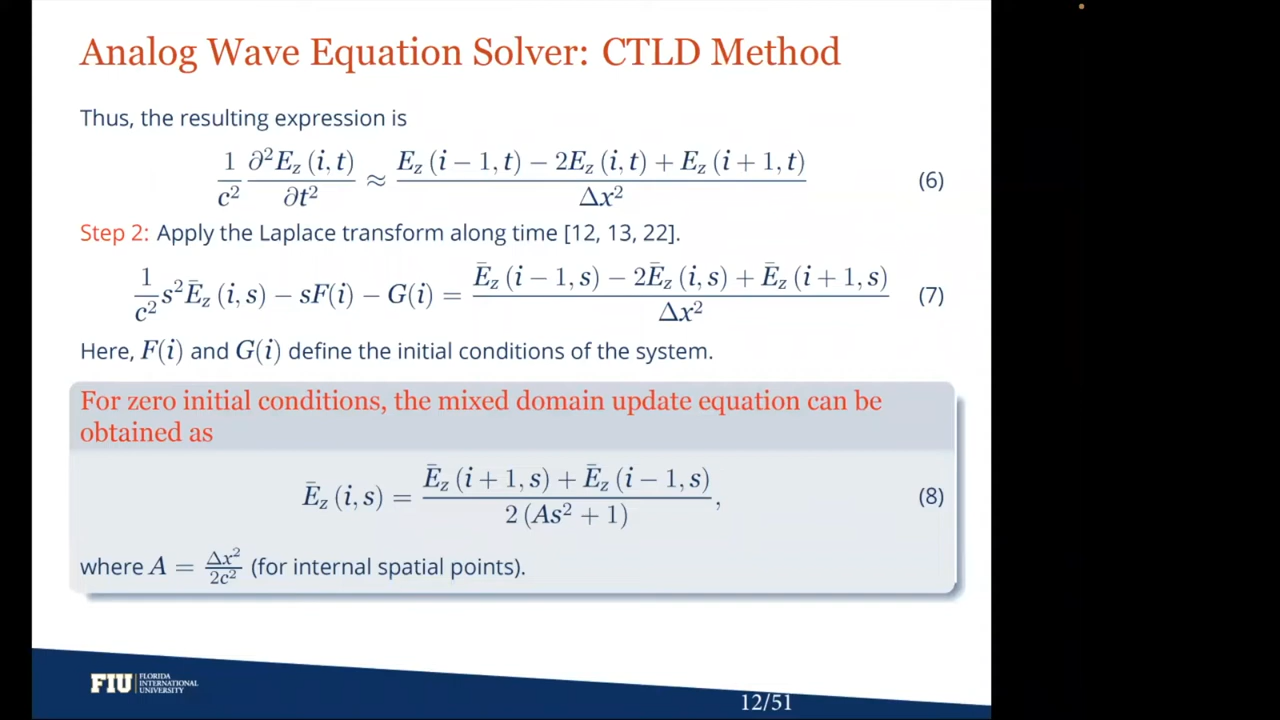 Analog Wave Equation Solver: CTLD Method
Thus, the resulting expression is
1/c² ∂²E_z(i, t)/∂t² ≈ (E_z(i − 1, t) − 2E_z(i, t) + E_z(i + 1, t))/Δx² (6)
Step 2: Apply the Laplace transform along time [12, 13, 22].
1/c² s²Ē_z(i, s) − sF(i) − G(i) = (Ē_z(i − 1, s) − 2Ē_z(i, s) + Ē_z(i + 1, s))/Δx² (7)
Here, F(i) and G(i) define the initial conditions of the system.
For zero initial conditions, the mixed domain update equation can be
obtained as
Ē_z(i, s) = (Ē_z(i + 1, s) + Ē_z(i − 1, s))/(2(As² + 1)), (8)
where A = Δx²/2c² (for internal spatial points).
FIU FLORIDA
INTERNATIONAL
UNIVERSITY
12/51